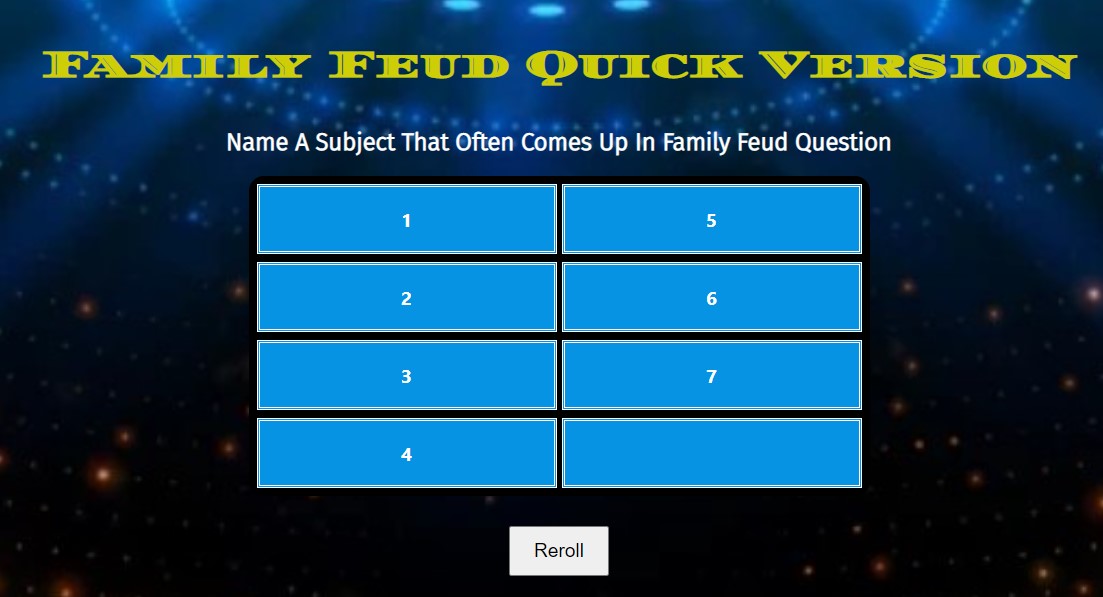 Family Feud Quick Version
Name A Subject That Often Comes Up In Family Feud Question
1
5
2
6
3
7
4
Reroll